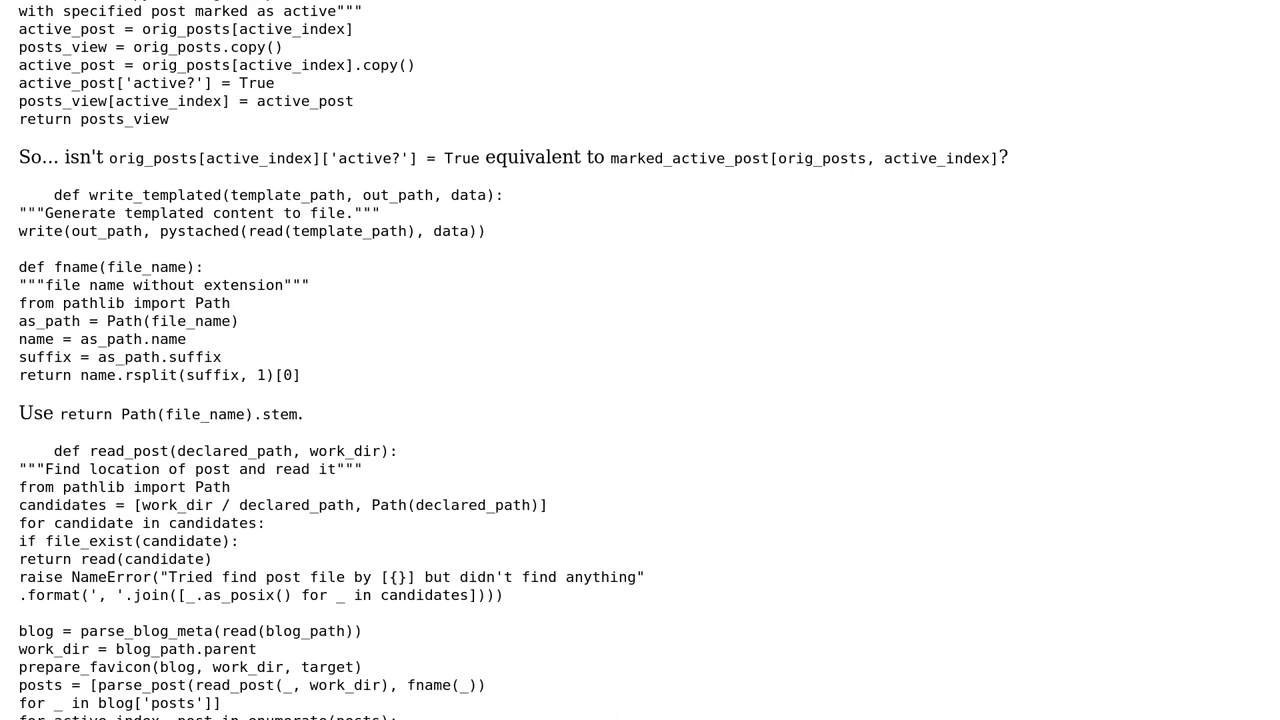 with specified post marked as active"""
active_post = orig_posts[active_index]
posts_view = orig_posts.copy()
active_post = orig_posts[active_index].copy()
active_post['active?'] = True
posts_view[active_index] = active_post
return posts_view
So... isn't orig_posts[active_index]['active?'] = True equivalent to marked_active_post[orig_posts, active_index]?
def write_templated(template_path, out_path, data):
"""Generate templated content to file."""
write(out_path, pystached(read(template_path), data))
def fname(file_name):
"""file name without extension"""
from pathlib import Path
as_path = Path(file_name)
name = as_path.name
suffix = as_path.suffix
return name.rsplit(suffix, 1)[0]
Use return Path(file_name).stem.
def read_post(declared_path, work_dir):
"""Find location of post and read it"""
from pathlib import Path
candidates = [work_dir / declared_path, Path(declared_path)]
for candidate in candidates:
if file_exist(candidate):
return read(candidate)
raise NameError("Tried find post file by [{}] but didn't find anything"
.format(', '.join([_.as_posix() for _ in candidates])))
blog = parse_blog_meta(read(blog_path))
work_dir = blog_path.parent
prepare_favicon(blog, work_dir, target)
posts = [parse_post(read_post(_, work_dir), fname(_))
for _ in blog['posts']]
for active_index, post in enumerate(posts):